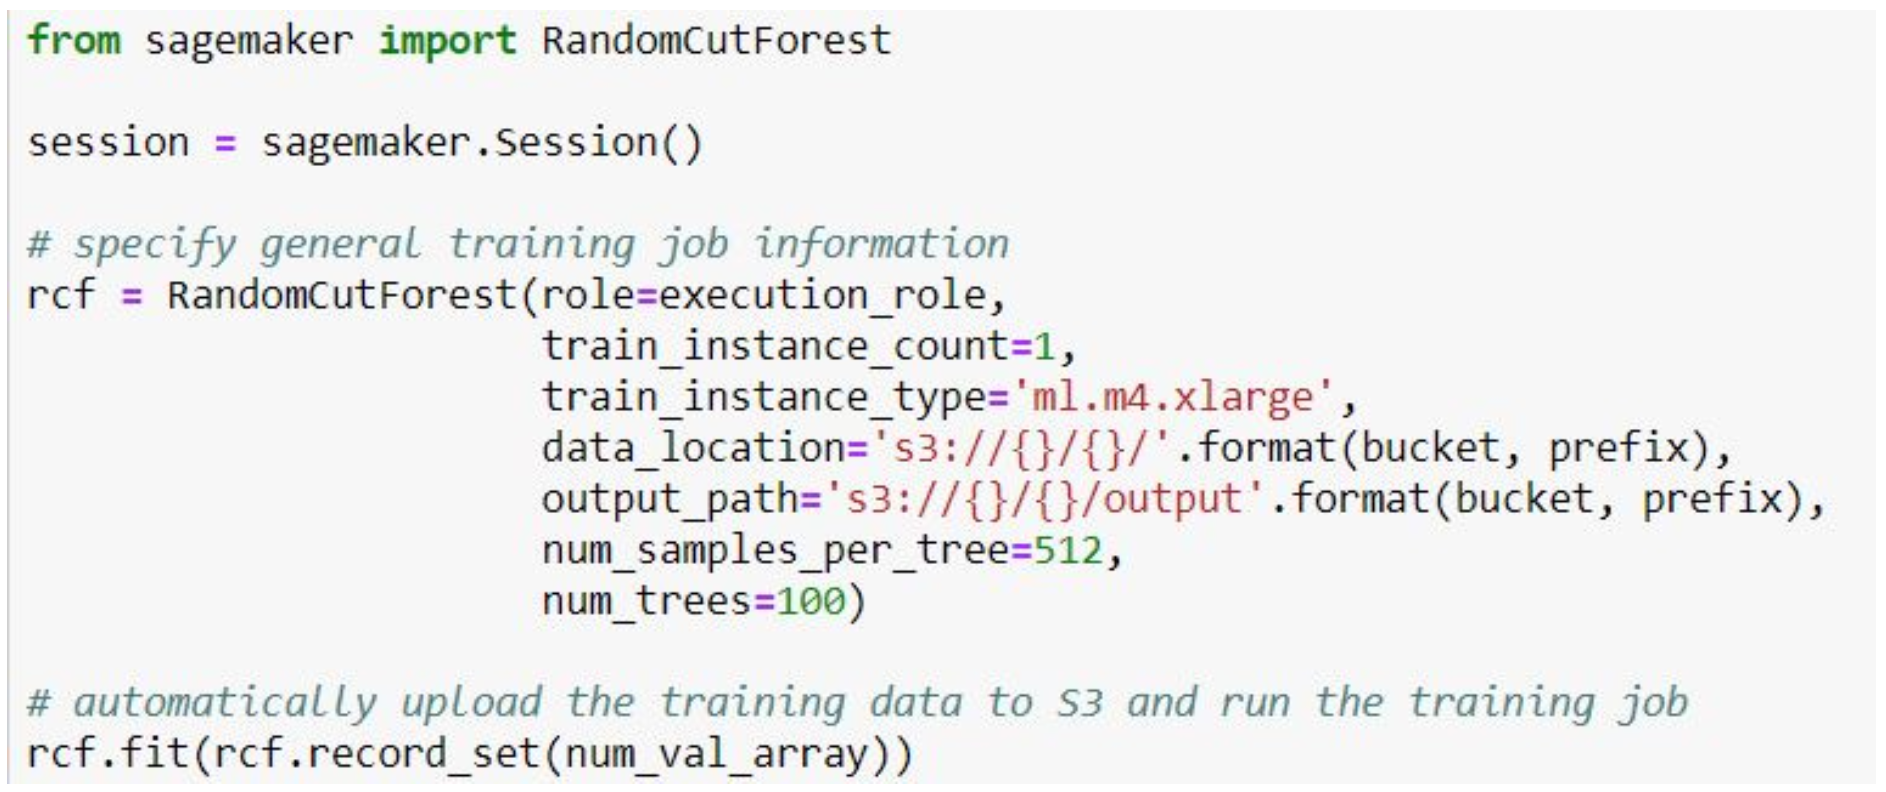 from sagemaker import RandomCutForest
session = sagemaker.Session()
# specify general training job information
rcf = RandomCutForest(role=execution_role,
train_instance_count=1,
train_instance_type='ml.m4.xlarge',
data_location='s3://{}/{}/'.format(bucket, prefix),
output_path='s3://{}/{}/output'.format(bucket, prefix),
num_samples_per_tree=512,
num_trees=100)
# automatically upload the training data to S3 and run the training job
rcf.fit(rcf.record_set(num_val_array))